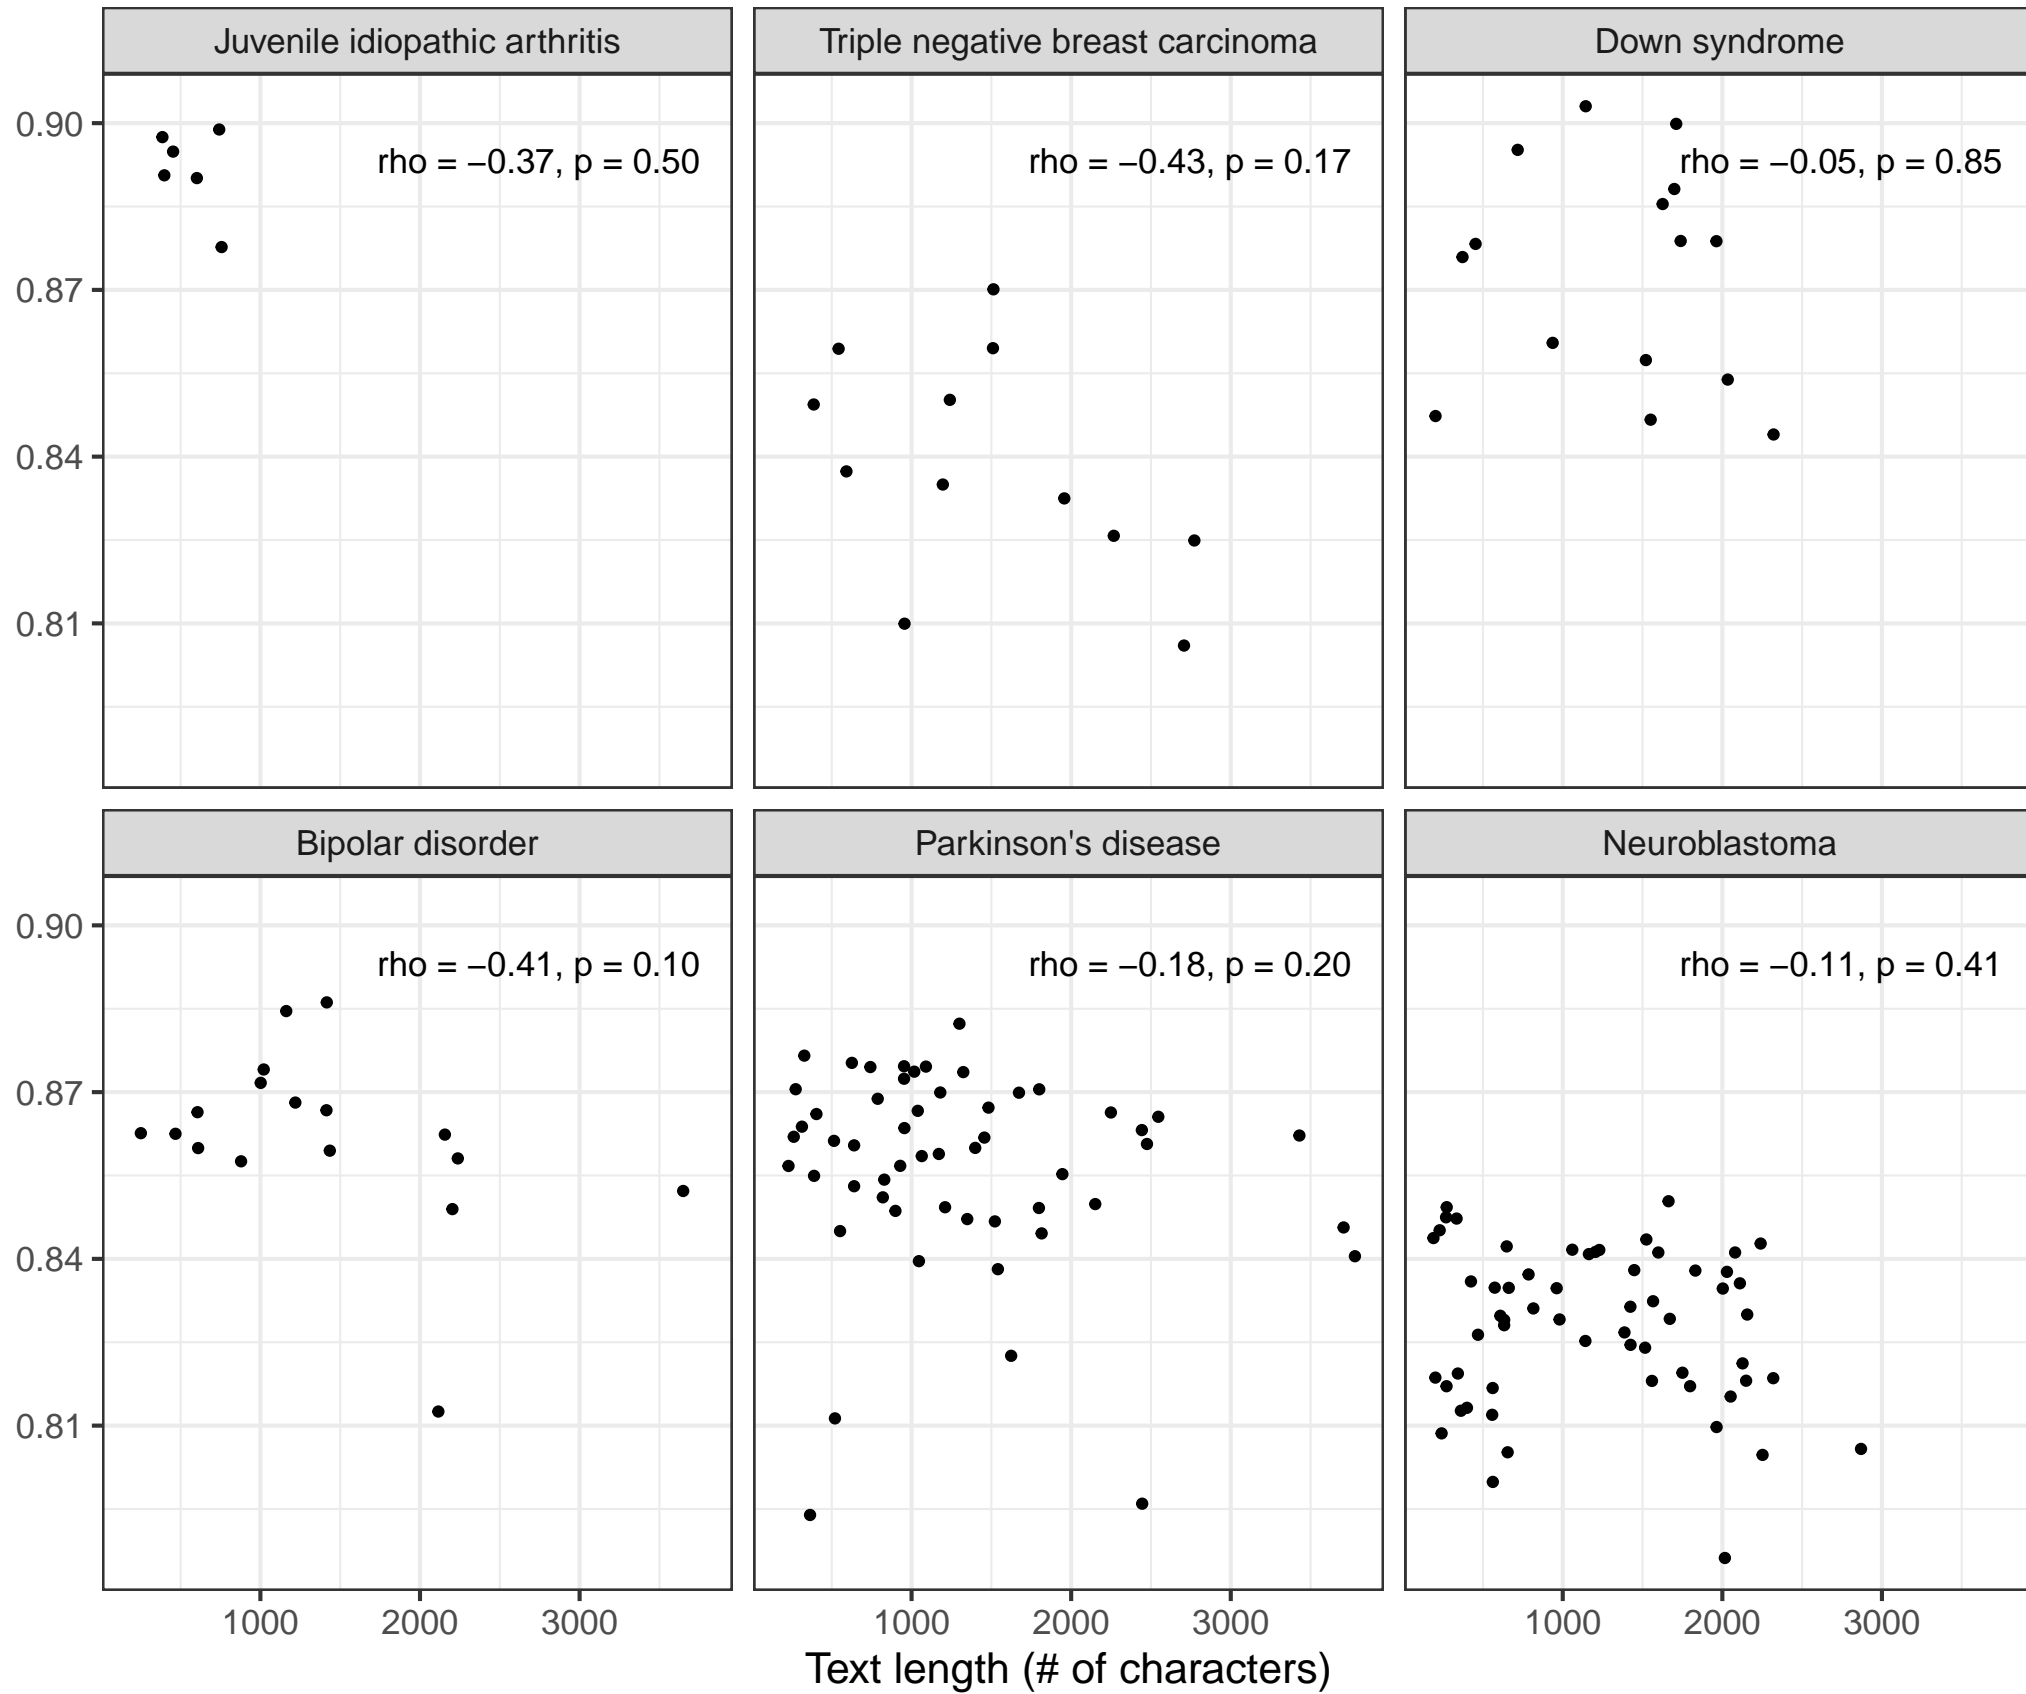 Juvenile idiopathic arthritis
Triple negative breast carcinoma
Down syndrome
0.90
0.87
0.84
0.81
rho = −0.37, p = 0.50
rho = −0.43, p = 0.17
rho = −0.05, p = 0.85
Bipolar disorder
Parkinson's disease
Neuroblastoma
0.90
0.87
0.84
0.81
rho = −0.41, p = 0.10
rho = −0.18, p = 0.20
rho = −0.11, p = 0.41
1000 2000 3000
1000 2000 3000
1000 2000 3000
Text length (# of characters)